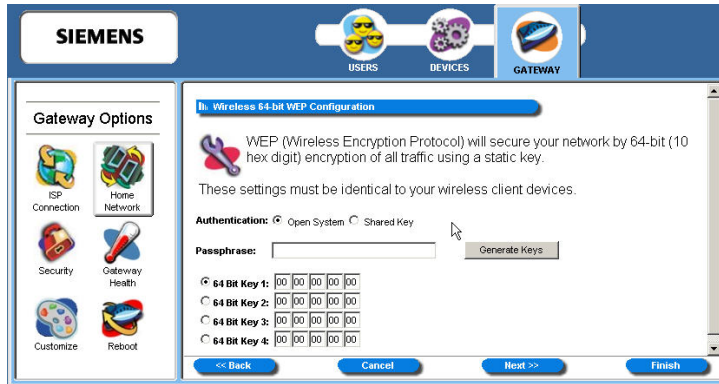 SIEMENS
USERS
DEVICES
GATEWAY
Gateway Options
ISP
Connection
Home
Network
Security
Gateway
Health
Customize
Reboot
Wireless 64-bit WEP Configuration
WEP (Wireless Encryption Protocol) will secure your network by 64-bit (10
hex digit) encryption of all traffic using a static key.
These settings must be identical to your wireless client devices.
Authentication: Open System Shared Key
Passphrase: Generate Keys
64 Bit Key 1: 00 00 00 00 00
64 Bit Key 2: 00 00 00 00 00
64 Bit Key 3: 00 00 00 00 00
64 Bit Key 4: 00 00 00 00 00
<< Back Cancel Next >> Finish